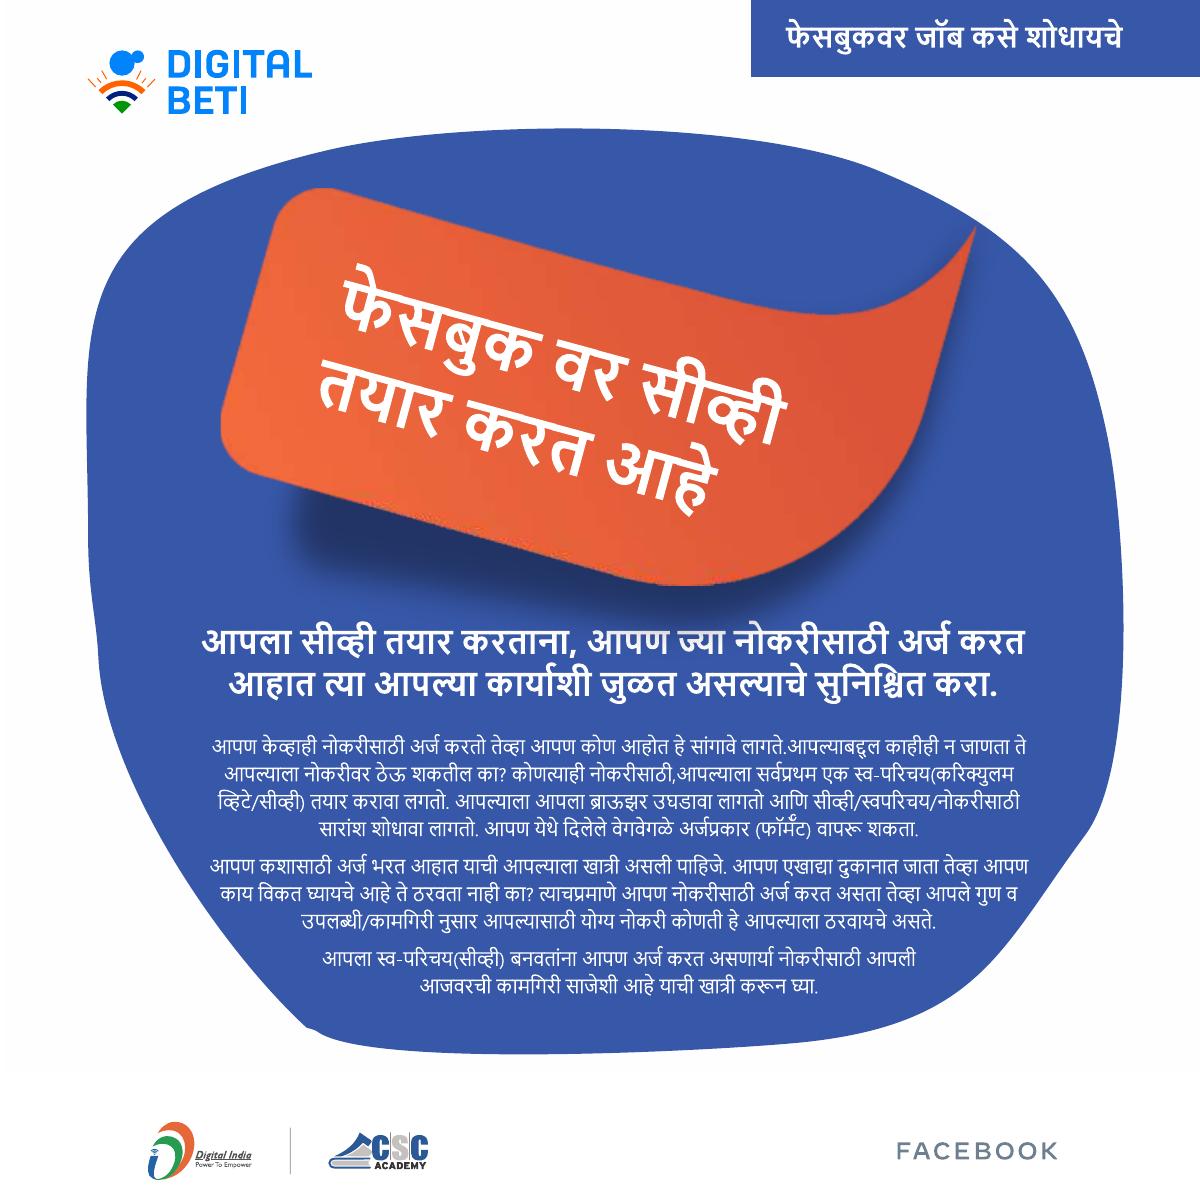 फेसबुकवर जॉब कसे शोधायचे
DIGITAL
BETI
फेसबुक वर सीव्ही
तयार करत आहे
आपला सीव्ही तयार करताना, आपण ज्या नोकरीसाठी अर्ज करत
आहात त्या आपल्या कार्याशी जुळत असल्याचे सुनिश्चित करा.
आपण केव्हाही नोकरीसाठी अर्ज करतो तेव्हा आपण कोण आहोत हे सांगावे लागते.आपल्याबद्दल काहीही न जाणता ते
आपल्याला नोकरीवर ठेऊ शकतील का? कोणत्याही नोकरीसाठी,आपल्याला सर्वप्रथम एक स्व-परिचय(करिक्युलम
व्हिटे/सीव्ही) तयार करावा लगतो. आपल्याला आपला ब्राऊझर उघडावा लागतो आणि सीव्ही/स्वपरिचय/नोकरीसाठी
सारांश शोधावा लागतो. आपण येथे दिलेले वेगवेगळे अर्जप्रकार (फॉर्मॅट) वापरू शकता.
आपण कशासाठी अर्ज भरत आहात याची आपल्याला खात्री असली पाहिजे. आपण एखाद्या दुकानात जाता तेव्हा आपण
काय विकत घ्यायचे आहे ते ठरवता नाही का? त्याचप्रमाणे आपण नोकरीसाठी अर्ज करत असता तेव्हा आपले गुण व
उपलब्धी/कामगिरी नुसार आपल्यासाठी योग्य नोकरी कोणती हे आपल्याला ठरवायचे असते.
आपला स्व-परिचय(सीव्ही) बनवतांना आपण अर्ज करत असणार्या नोकरीसाठी आपली
आजवरची कामगिरी साजेशी आहे याची खात्री करून घ्या.
Digital India
Power To Empower
CSC
ACADEMY
FACEBOOK